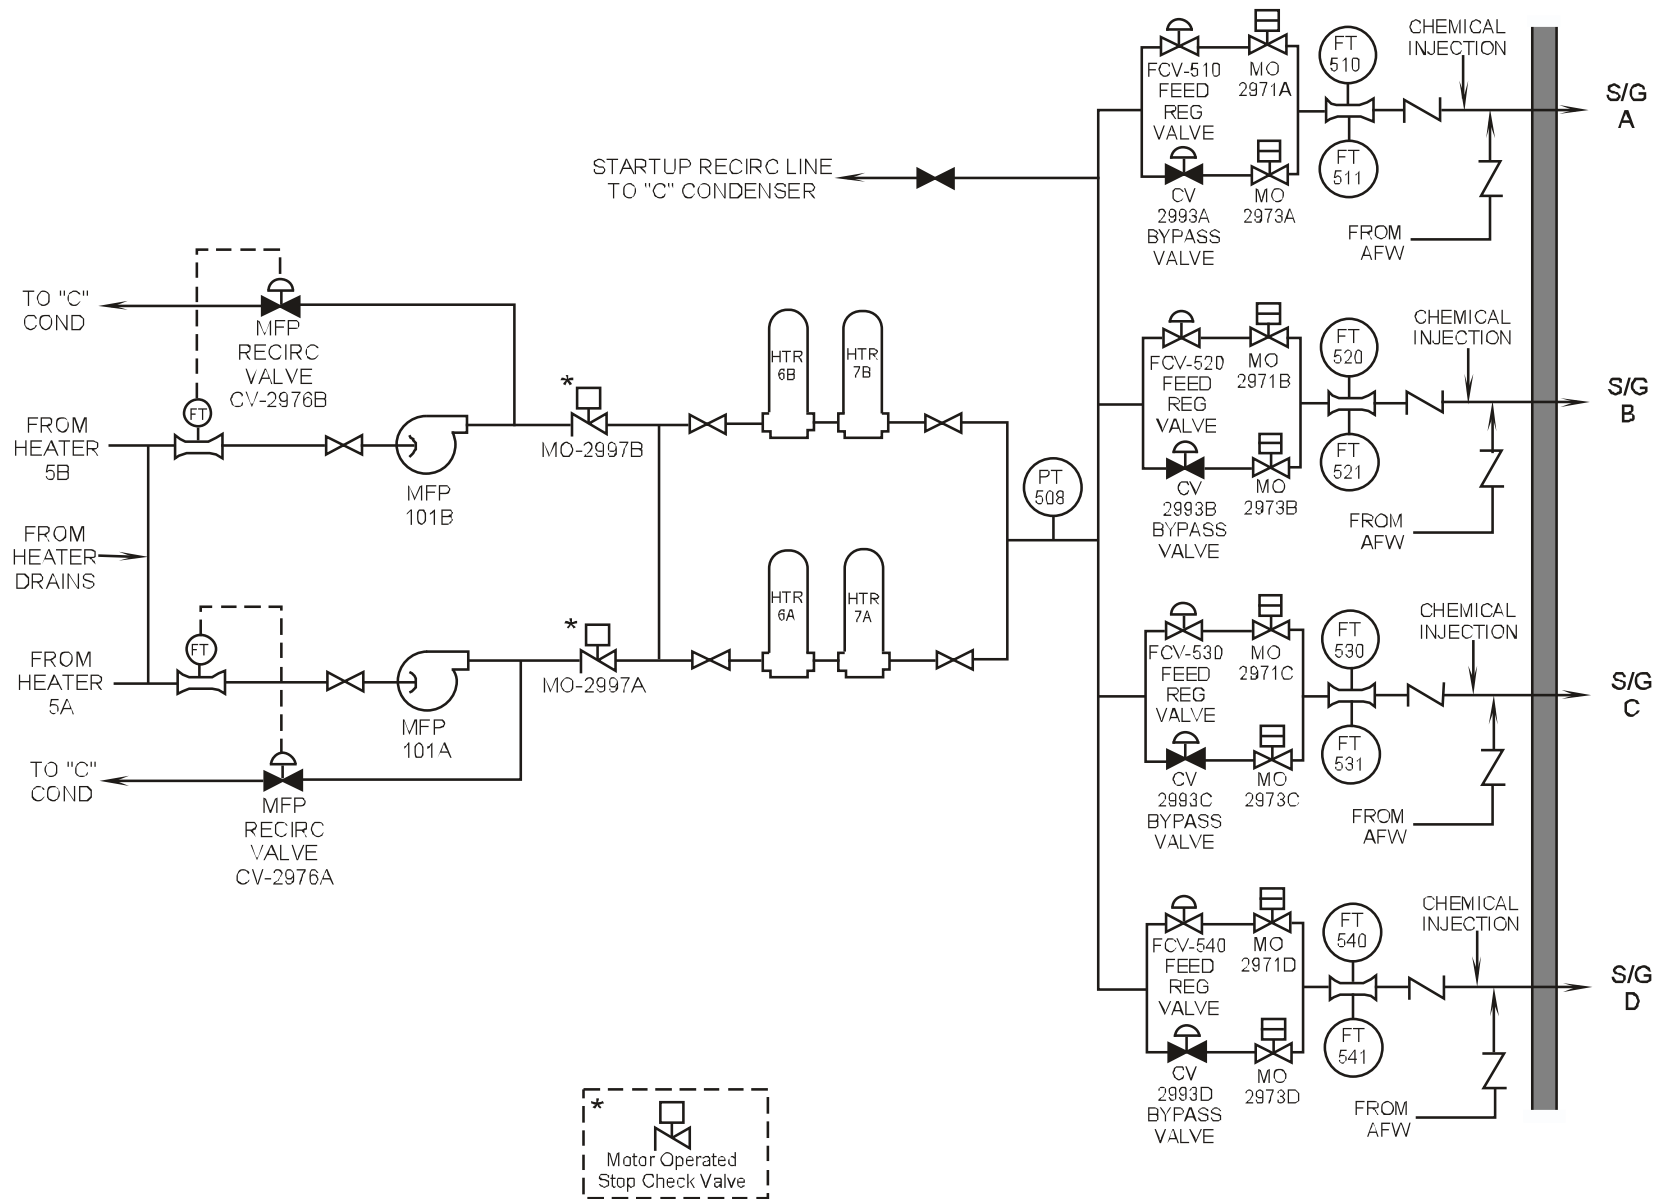 CHEMICAL
INJECTION
FT
510
FCV-510
FEED
REG
VALVE
MO
2971A
S/G
A
FT
511
STARTUP RECIRC LINE
TO "C" CONDENSER
CV
2993A
BYPASS
VALVE
MO
2973A
FROM
AFW
TO "C"
COND
MFP
RECIRC
VALVE
CV-2976B
FT
FROM
HEATER
5B
MFP
101B
*
MO-2997B
HTR
6B
HTR
7B
FCV-520
FEED
REG
VALVE
MO
2971B
FT
520
CHEMICAL
INJECTION
S/G
B
FT
521
CV
2993B
BYPASS
VALVE
MO
2973B
FROM
AFW
PT
508
FROM
HEATER
DRAINS
FT
FROM
HEATER
5A
MFP
101A
*
MO-2997A
HTR
6A
HTR
7A
TO "C"
COND
MFP
RECIRC
VALVE
CV-2976A
FCV-530
FEED
REG
VALVE
MO
2971C
FT
530
CHEMICAL
INJECTION
S/G
C
FT
531
CV
2993C
BYPASS
VALVE
MO
2973C
FROM
AFW
FCV-540
FEED
REG
VALVE
MO
2971D
FT
540
CHEMICAL
INJECTION
S/G
D
FT
541
CV
2993D
BYPASS
VALVE
MO
2973D
FROM
AFW
*
Motor Operated
Stop Check Valve